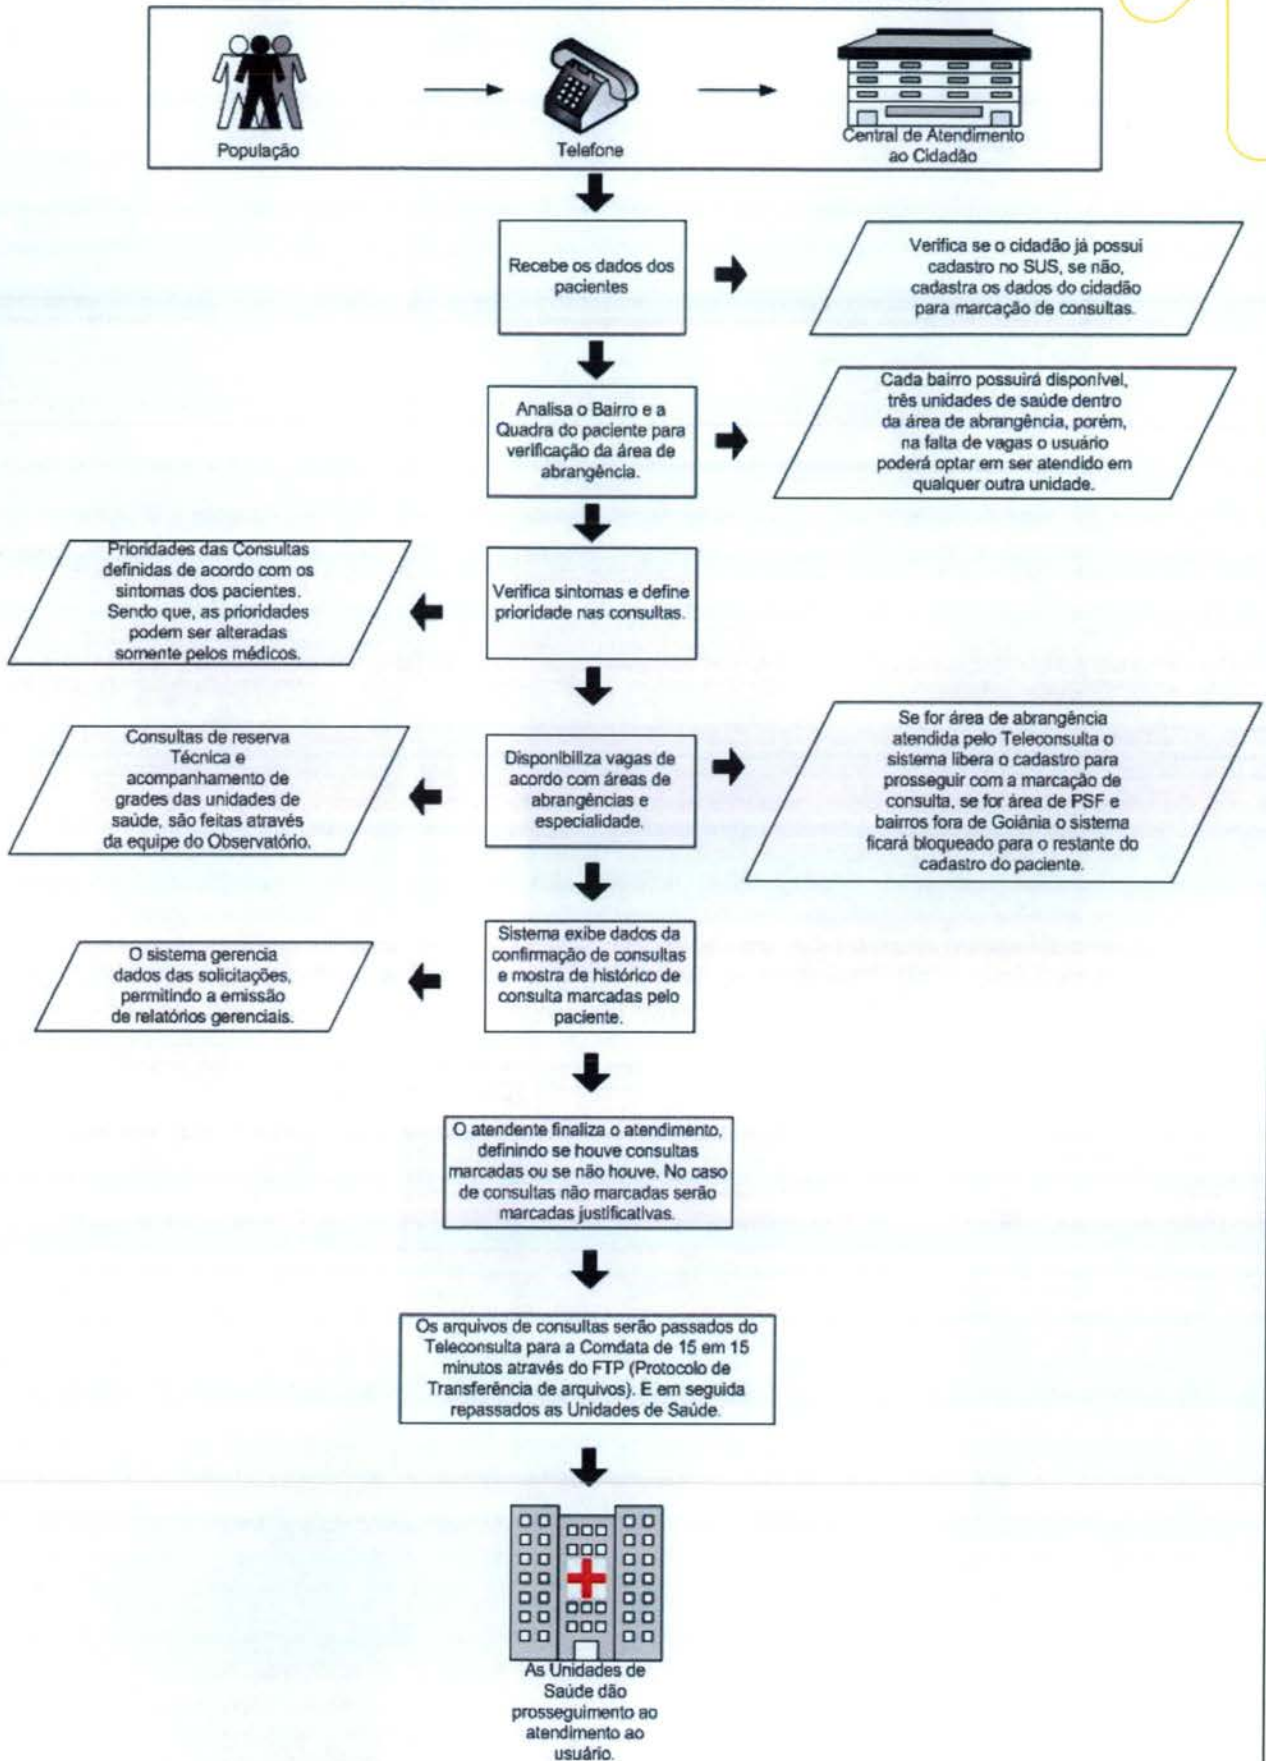 População
Telefone
Central de Atendimento
ao Cidadão
Recebe os dados dos
pacientes
Verifica se o cidadão já possui
cadastro no SUS, se não,
cadastra os dados do cidadão
para marcação de consultas.
Analisa o Bairro e a
Quadra do paciente para
verificação da área de
abrangência.
Cada bairro possuirá disponível,
três unidades de saúde dentro
da área de abrangência, porém,
na falta de vagas o usuário
poderá optar em ser atendido em
qualquer outra unidade.
Prioridades das Consultas
definidas de acordo com os
sintomas dos pacientes.
Sendo que, as prioridades
podem ser alteradas
somente pelos médicos.
Verifica sintomas e define
prioridade nas consultas.
Consultas de reserva
Técnica e
acompanhamento de
grades das unidades de
saúde, são feitas através
da equipe do Observatório.
Disponibiliza vagas de
acordo com áreas de
abrangências e
especialidade.
Se for área de abrangência
atendida pelo Teleconsulta o
sistema libera o cadastro para
prosseguir com a marcação de
consulta, se for área de PSF e
bairros fora de Goiânia o sistema
ficará bloqueado para o restante do
cadastro do paciente.
O sistema gerencia
dados das solicitações,
permitindo a emissão
de relatórios gerenciais.
Sistema exibe dados da
confirmação de consultas
e mostra de histórico de
consulta marcadas pelo
paciente.
O atendente finaliza o atendimento,
definindo se houve consultas
marcadas ou se não houve. No caso
de consultas não marcadas serão
marcadas justificativas.
Os arquivos de consultas serão passados do
Teleconsulta para a Comdata de 15 em 15
minutos através do FTP (Protocolo de
Transferência de arquivos). E em seguida
repassados as Unidades de Saúde.
As Unidades de
Saúde dão
prosseguimento ao
atendimento ao
usuário.